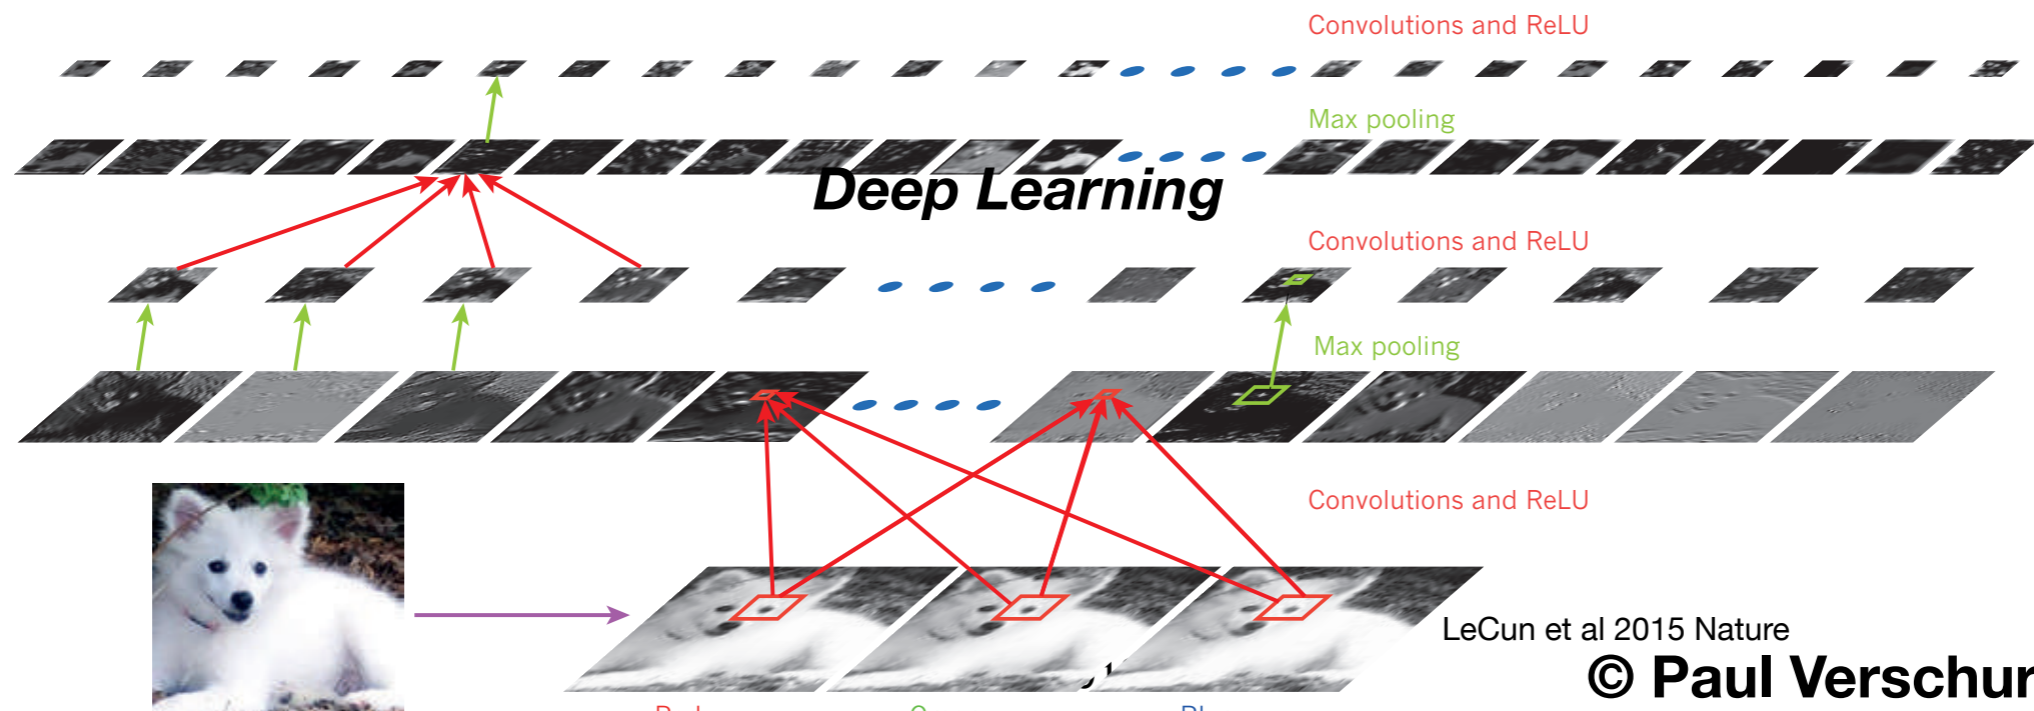 Convolutions and ReLU
Max pooling
Deep Learning
Convolutions and ReLU
Max pooling
Convolutions and ReLU
LeCun et al 2015 Nature
© Paul Verschur